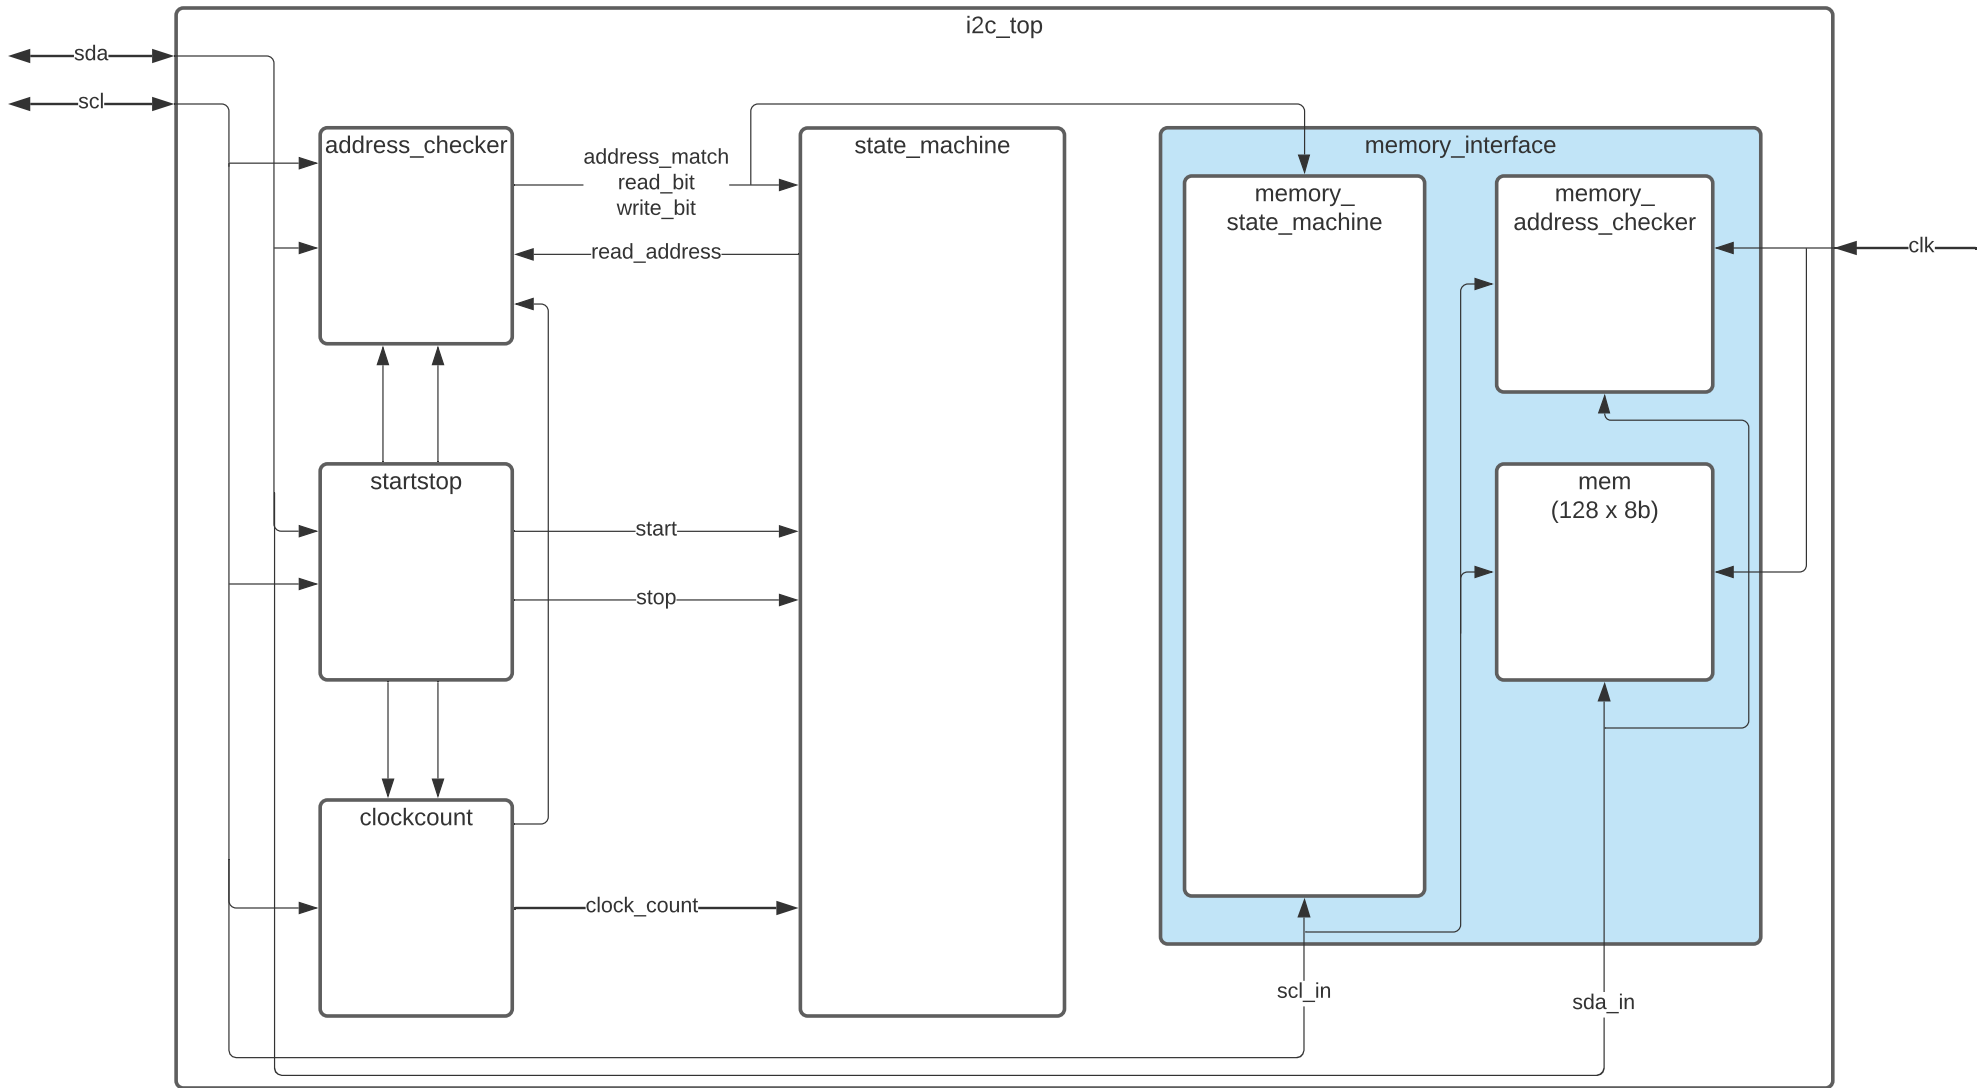 i2c_top
sda
scl
address_checker
address_match
read_bit
write_bit
read_address
state_machine
memory_interface
memory_
state_machine
memory_
address_checker
clk
startstop
start
stop
mem
(128 x 8b)
clockcount
clock_count
scl_in
sda_in